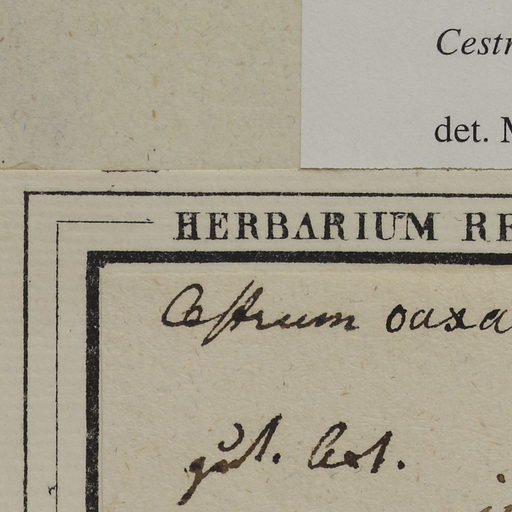 Cestr
det. M
HERBARIUM RE
Cestrum oaxa